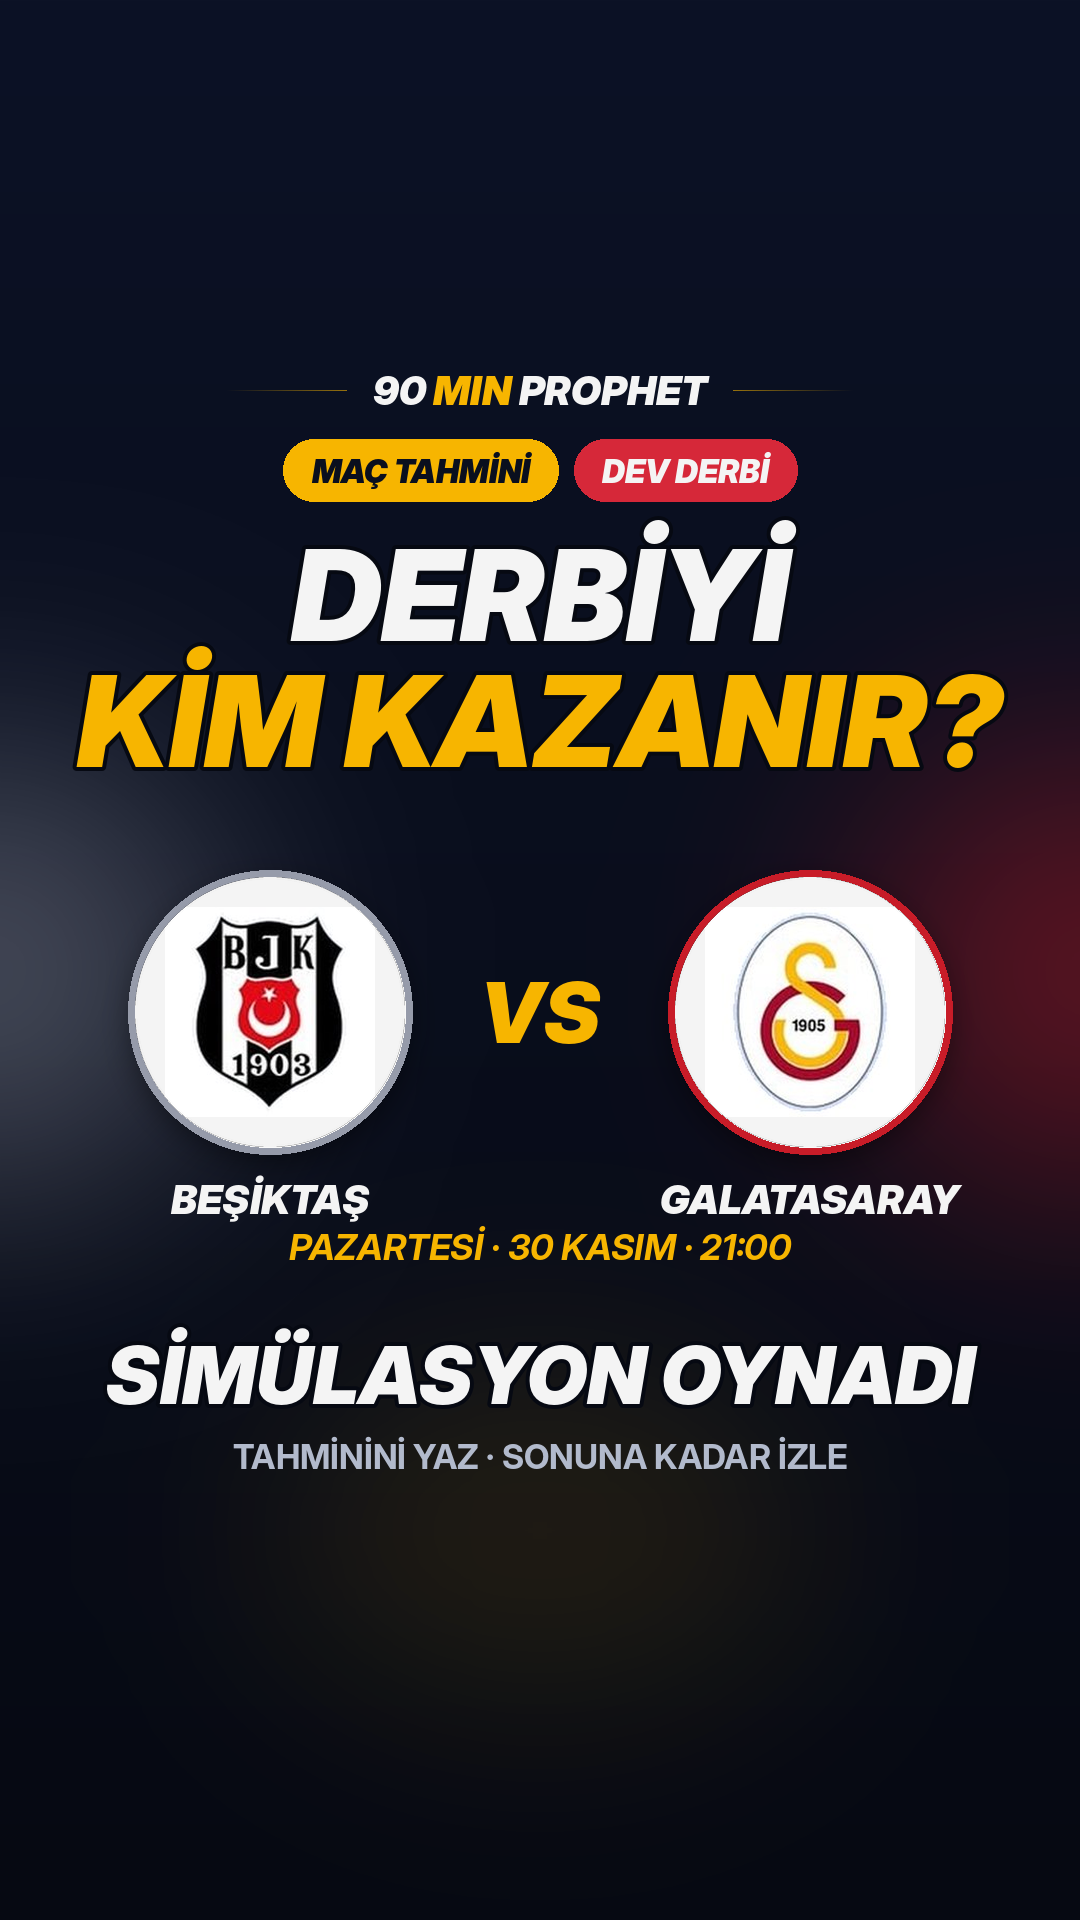 90 MIN PROPHET
MAÇ TAHMİNİ DEV DERBİ
DERBİYİ
KİM KAZANIR?
BJK
1903
VS
1905
BEŞİKTAŞ GALATASARAY
PAZARTESİ · 30 KASIM · 21:00
SİMÜLASYON OYNADI
TAHMİNİNİ YAZ · SONUNA KADAR İZLE